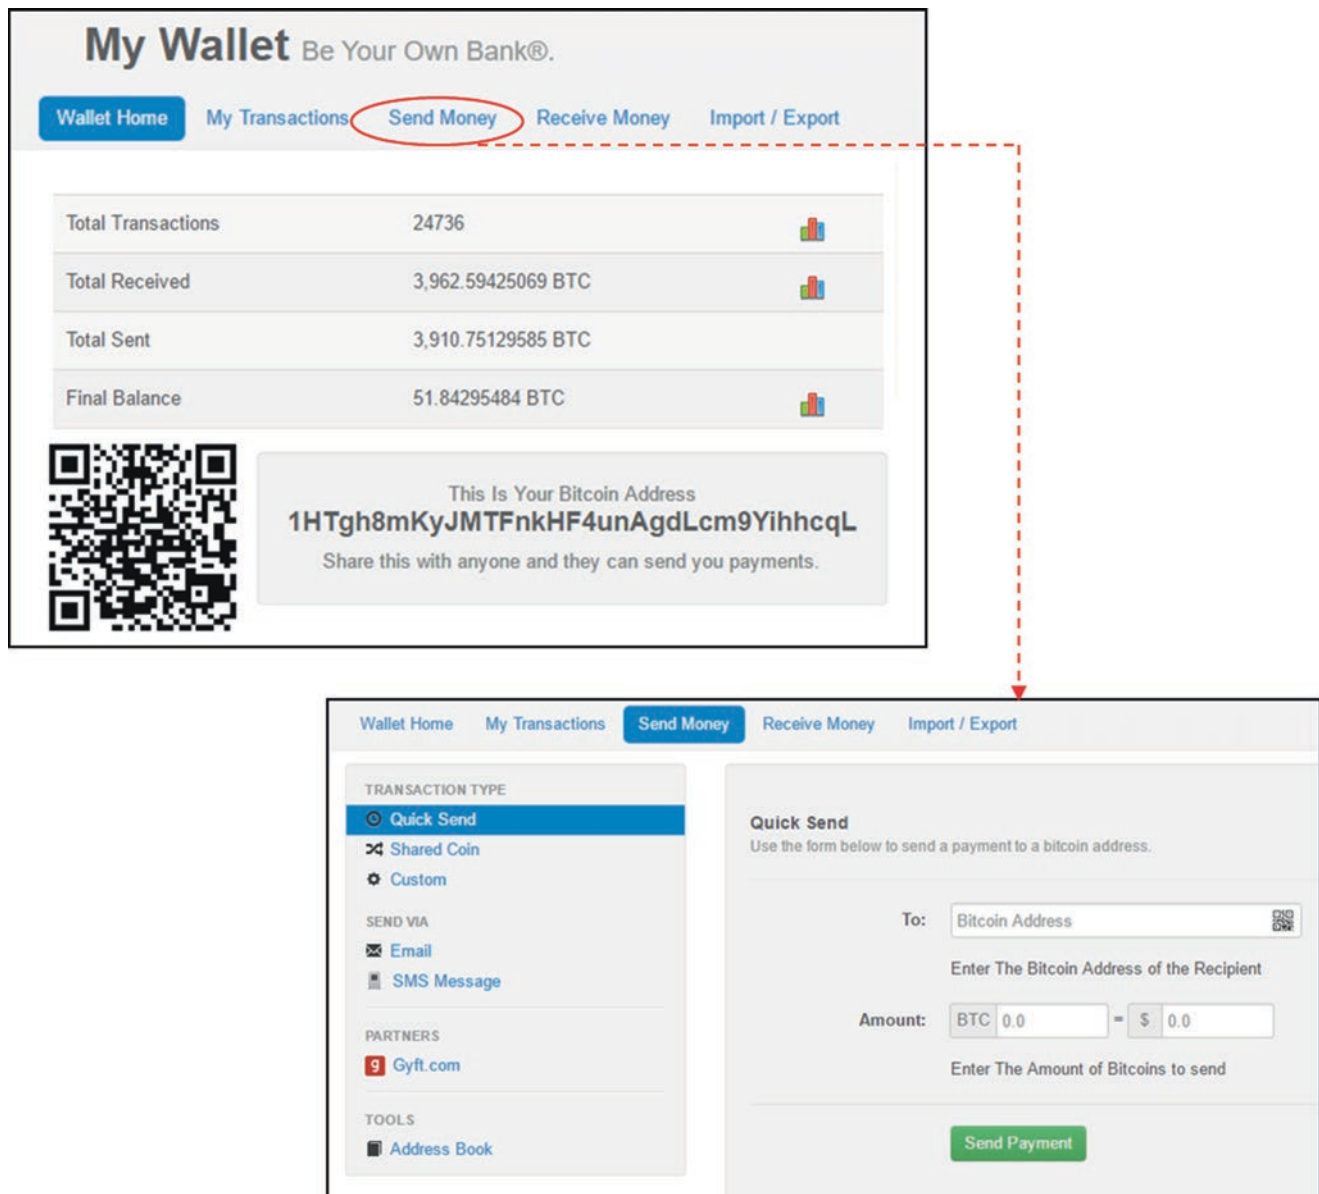 My Wallet Be Your Own Bank®.
Wallet Home My Transactions Send Money Receive Money Import / Export
Total Transactions 24736
Total Received 3,962.59425069 BTC
Total Sent 3,910.75129585 BTC
Final Balance 51.84295484 BTC
This Is Your Bitcoin Address
1HTgh8mKyJMTFnkHF4unAgdLcm9YihhcqL
Share this with anyone and they can send you payments.
Wallet Home My Transactions Send Money Receive Money Import / Export
TRANSACTION TYPE
Quick Send
Shared Coin
Custom
SEND VIA
Email
SMS Message
PARTNERS
g Gyft.com
TOOLS
Address Book
Quick Send
Use the form below to send a payment to a bitcoin address.
To: Bitcoin Address
Enter The Bitcoin Address of the Recipient
Amount: BTC 0.0 = $ 0.0
Enter The Amount of Bitcoins to send
Send Payment